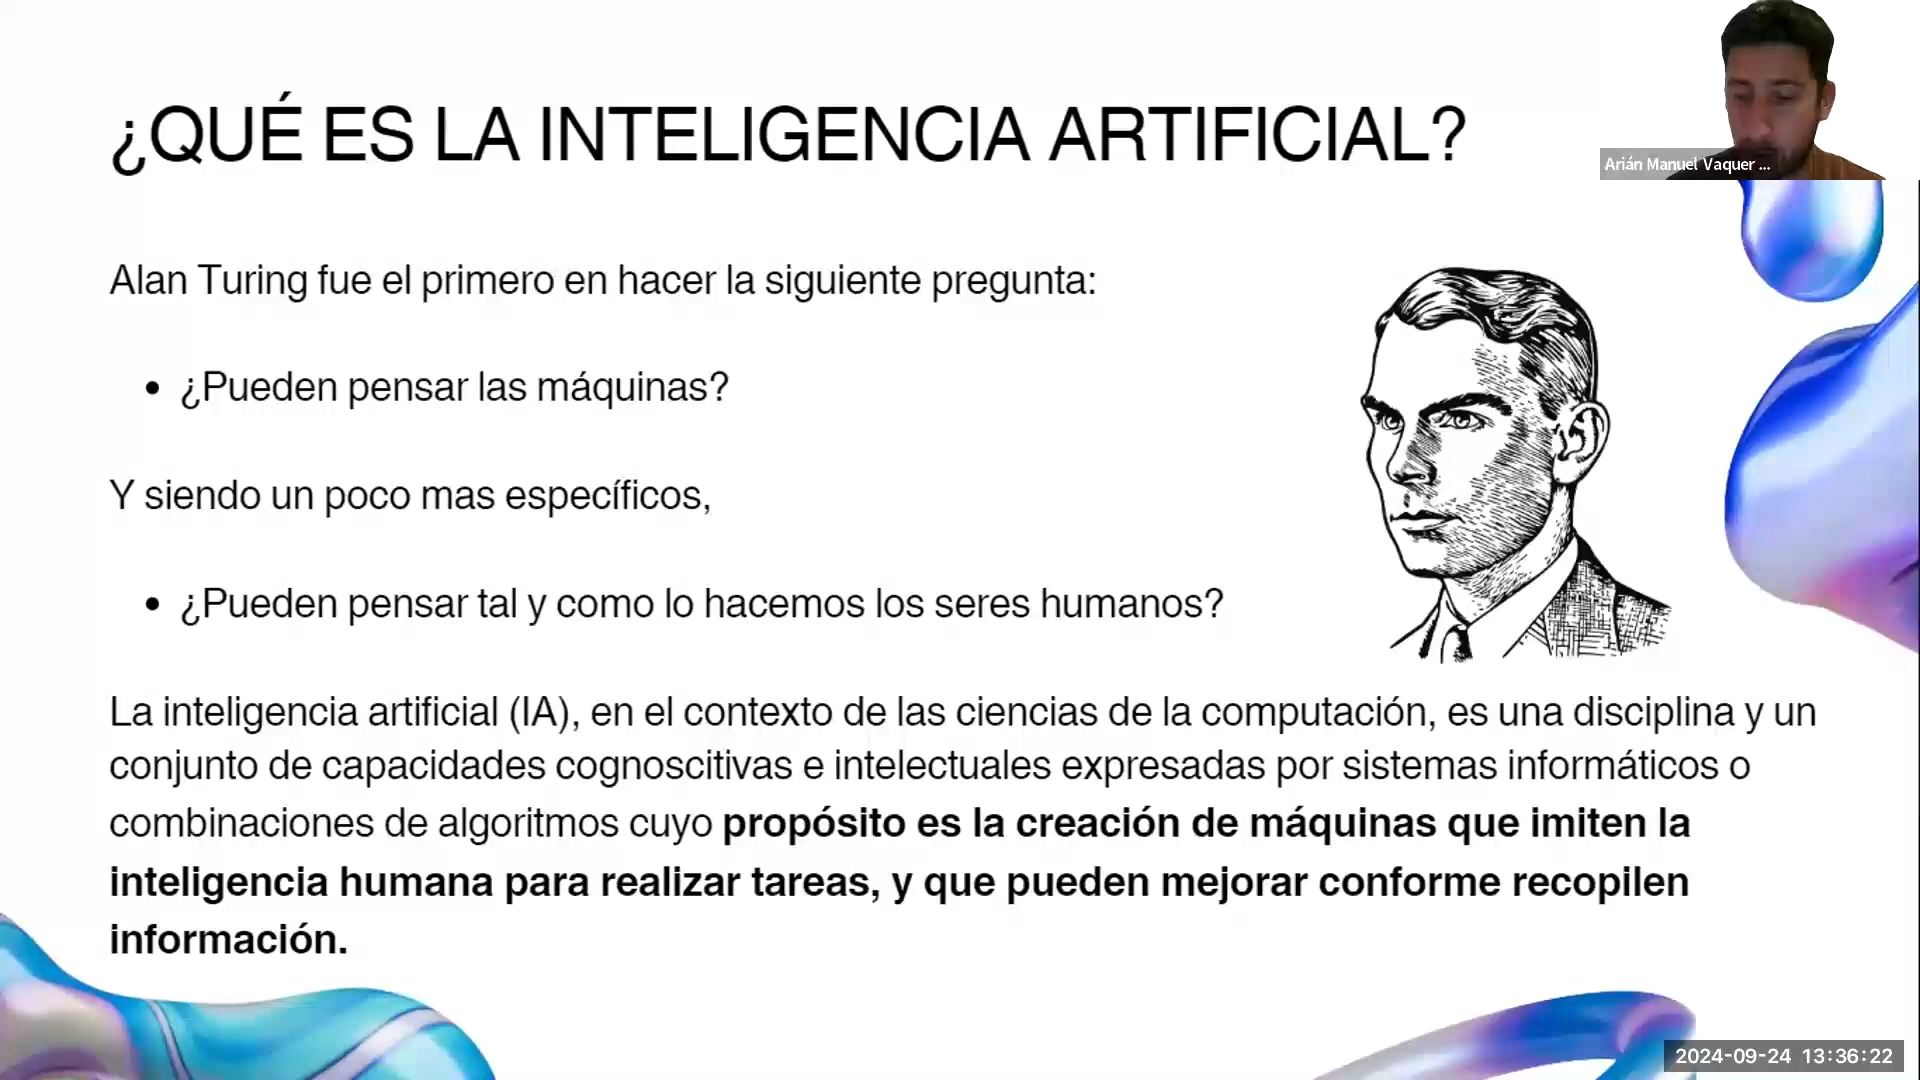 ¿QUÉ ES LA INTELIGENCIA ARTIFICIAL?
Arián Manuel Vaquer ...
Alan Turing fue el primero en hacer la siguiente pregunta:
• ¿Pueden pensar las máquinas?
Y siendo un poco mas específicos,
• ¿Pueden pensar tal y como lo hacemos los seres humanos?
La inteligencia artificial (IA), en el contexto de las ciencias de la computación, es una disciplina y un
conjunto de capacidades cognoscitivas e intelectuales expresadas por sistemas informáticos o
combinaciones de algoritmos cuyo propósito es la creación de máquinas que imiten la
inteligencia humana para realizar tareas, y que pueden mejorar conforme recopilen
información.
2024-09-24 13:36:22